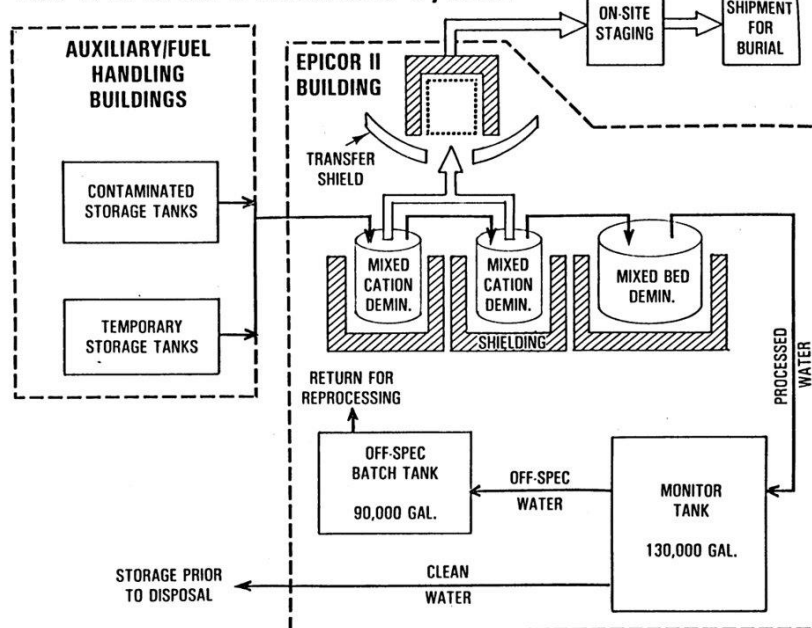 ON-SITE
STAGING
SHIPMENT
FOR
BURIAL
AUXILIARY/FUEL
HANDLING
BUILDINGS
EPICOR II
BUILDING
TRANSFER
SHIELD
CONTAMINATED
STORAGE TANKS
TEMPORARY
STORAGE TANKS
MIXED
CATION
DEMIN.
MIXED
CATION
DEMIN.
MIXED BED
DEMIN.
SHIELDING
PROCESSED
WATER
RETURN FOR
REPROCESSING
OFF-SPEC
BATCH TANK
90,000 GAL.
OFF-SPEC
WATER
MONITOR
TANK
130,000 GAL.
STORAGE PRIOR
TO DISPOSAL
CLEAN
WATER